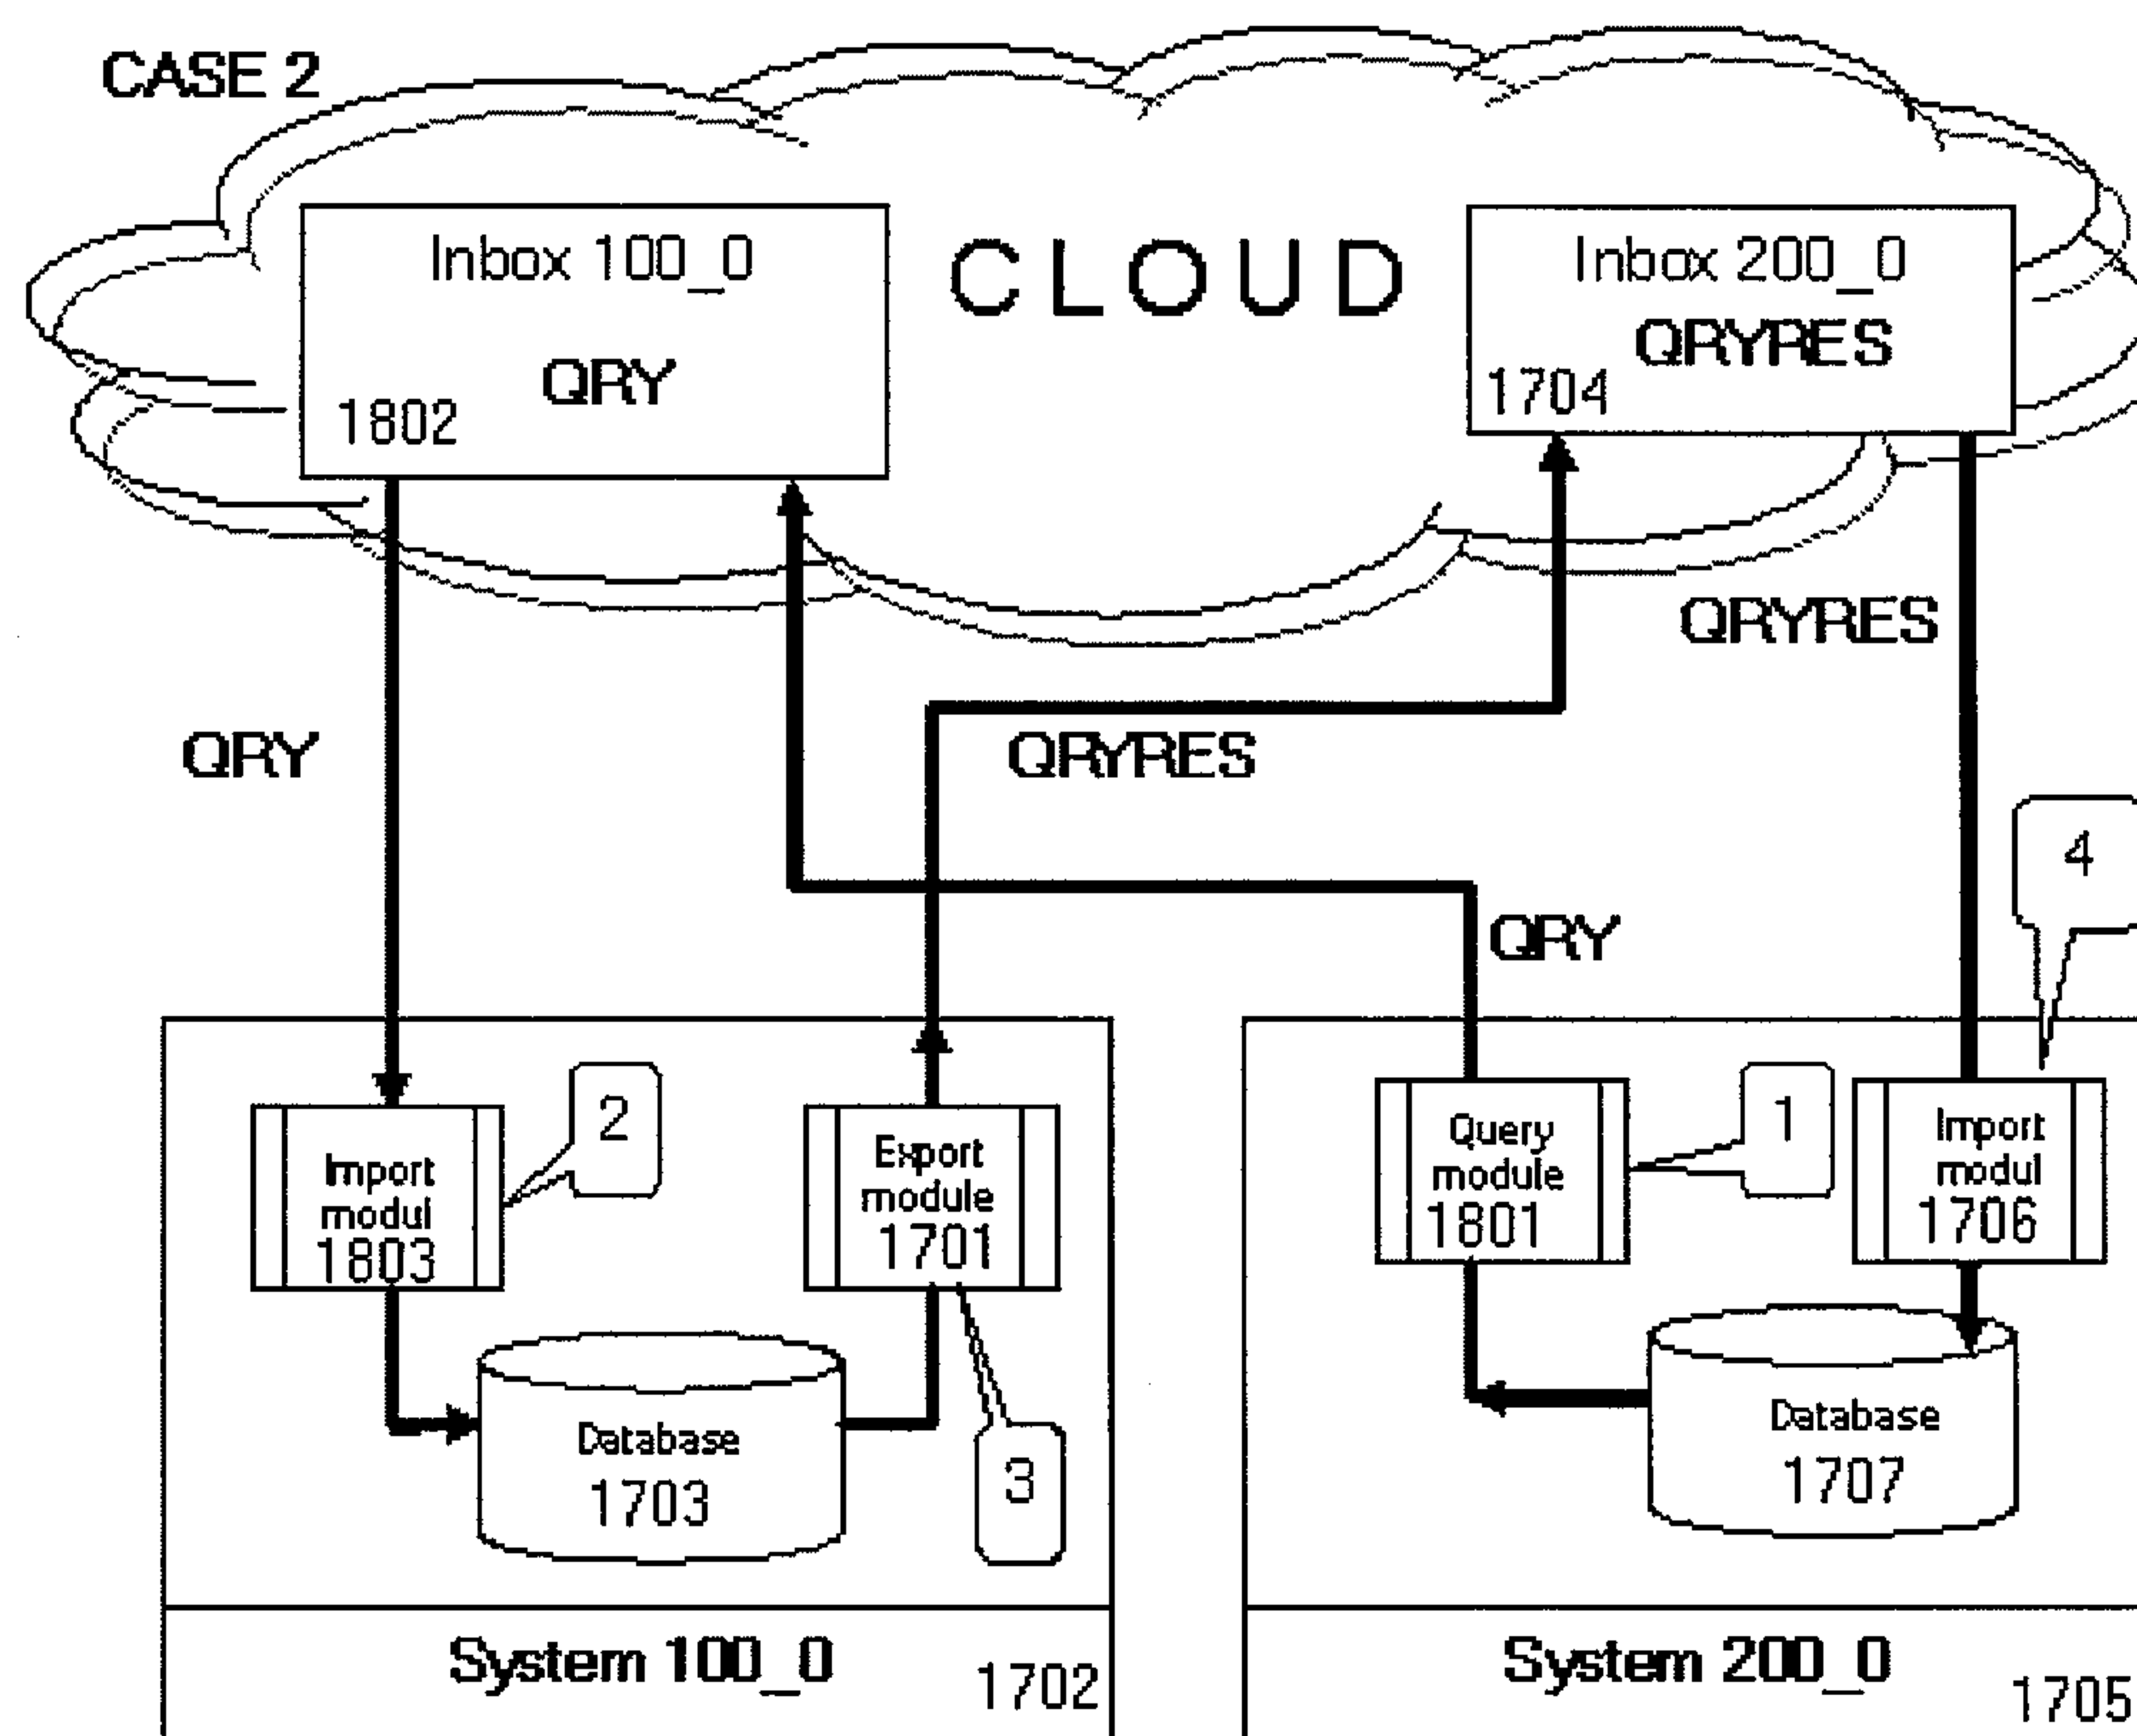 CASE 2
Inbox 100_0
QRY
1802
CLOUD
Inbox 200_0
QRYRES
1704
QRYRES
QRY
QRYRES
4
QRY
Import
modul
1803
2
Export
module
1701
Query
module
1801
1
Import
modul
1706
Database
1703
3
Database
1707
System 100_0
1702
System 200_0
1705